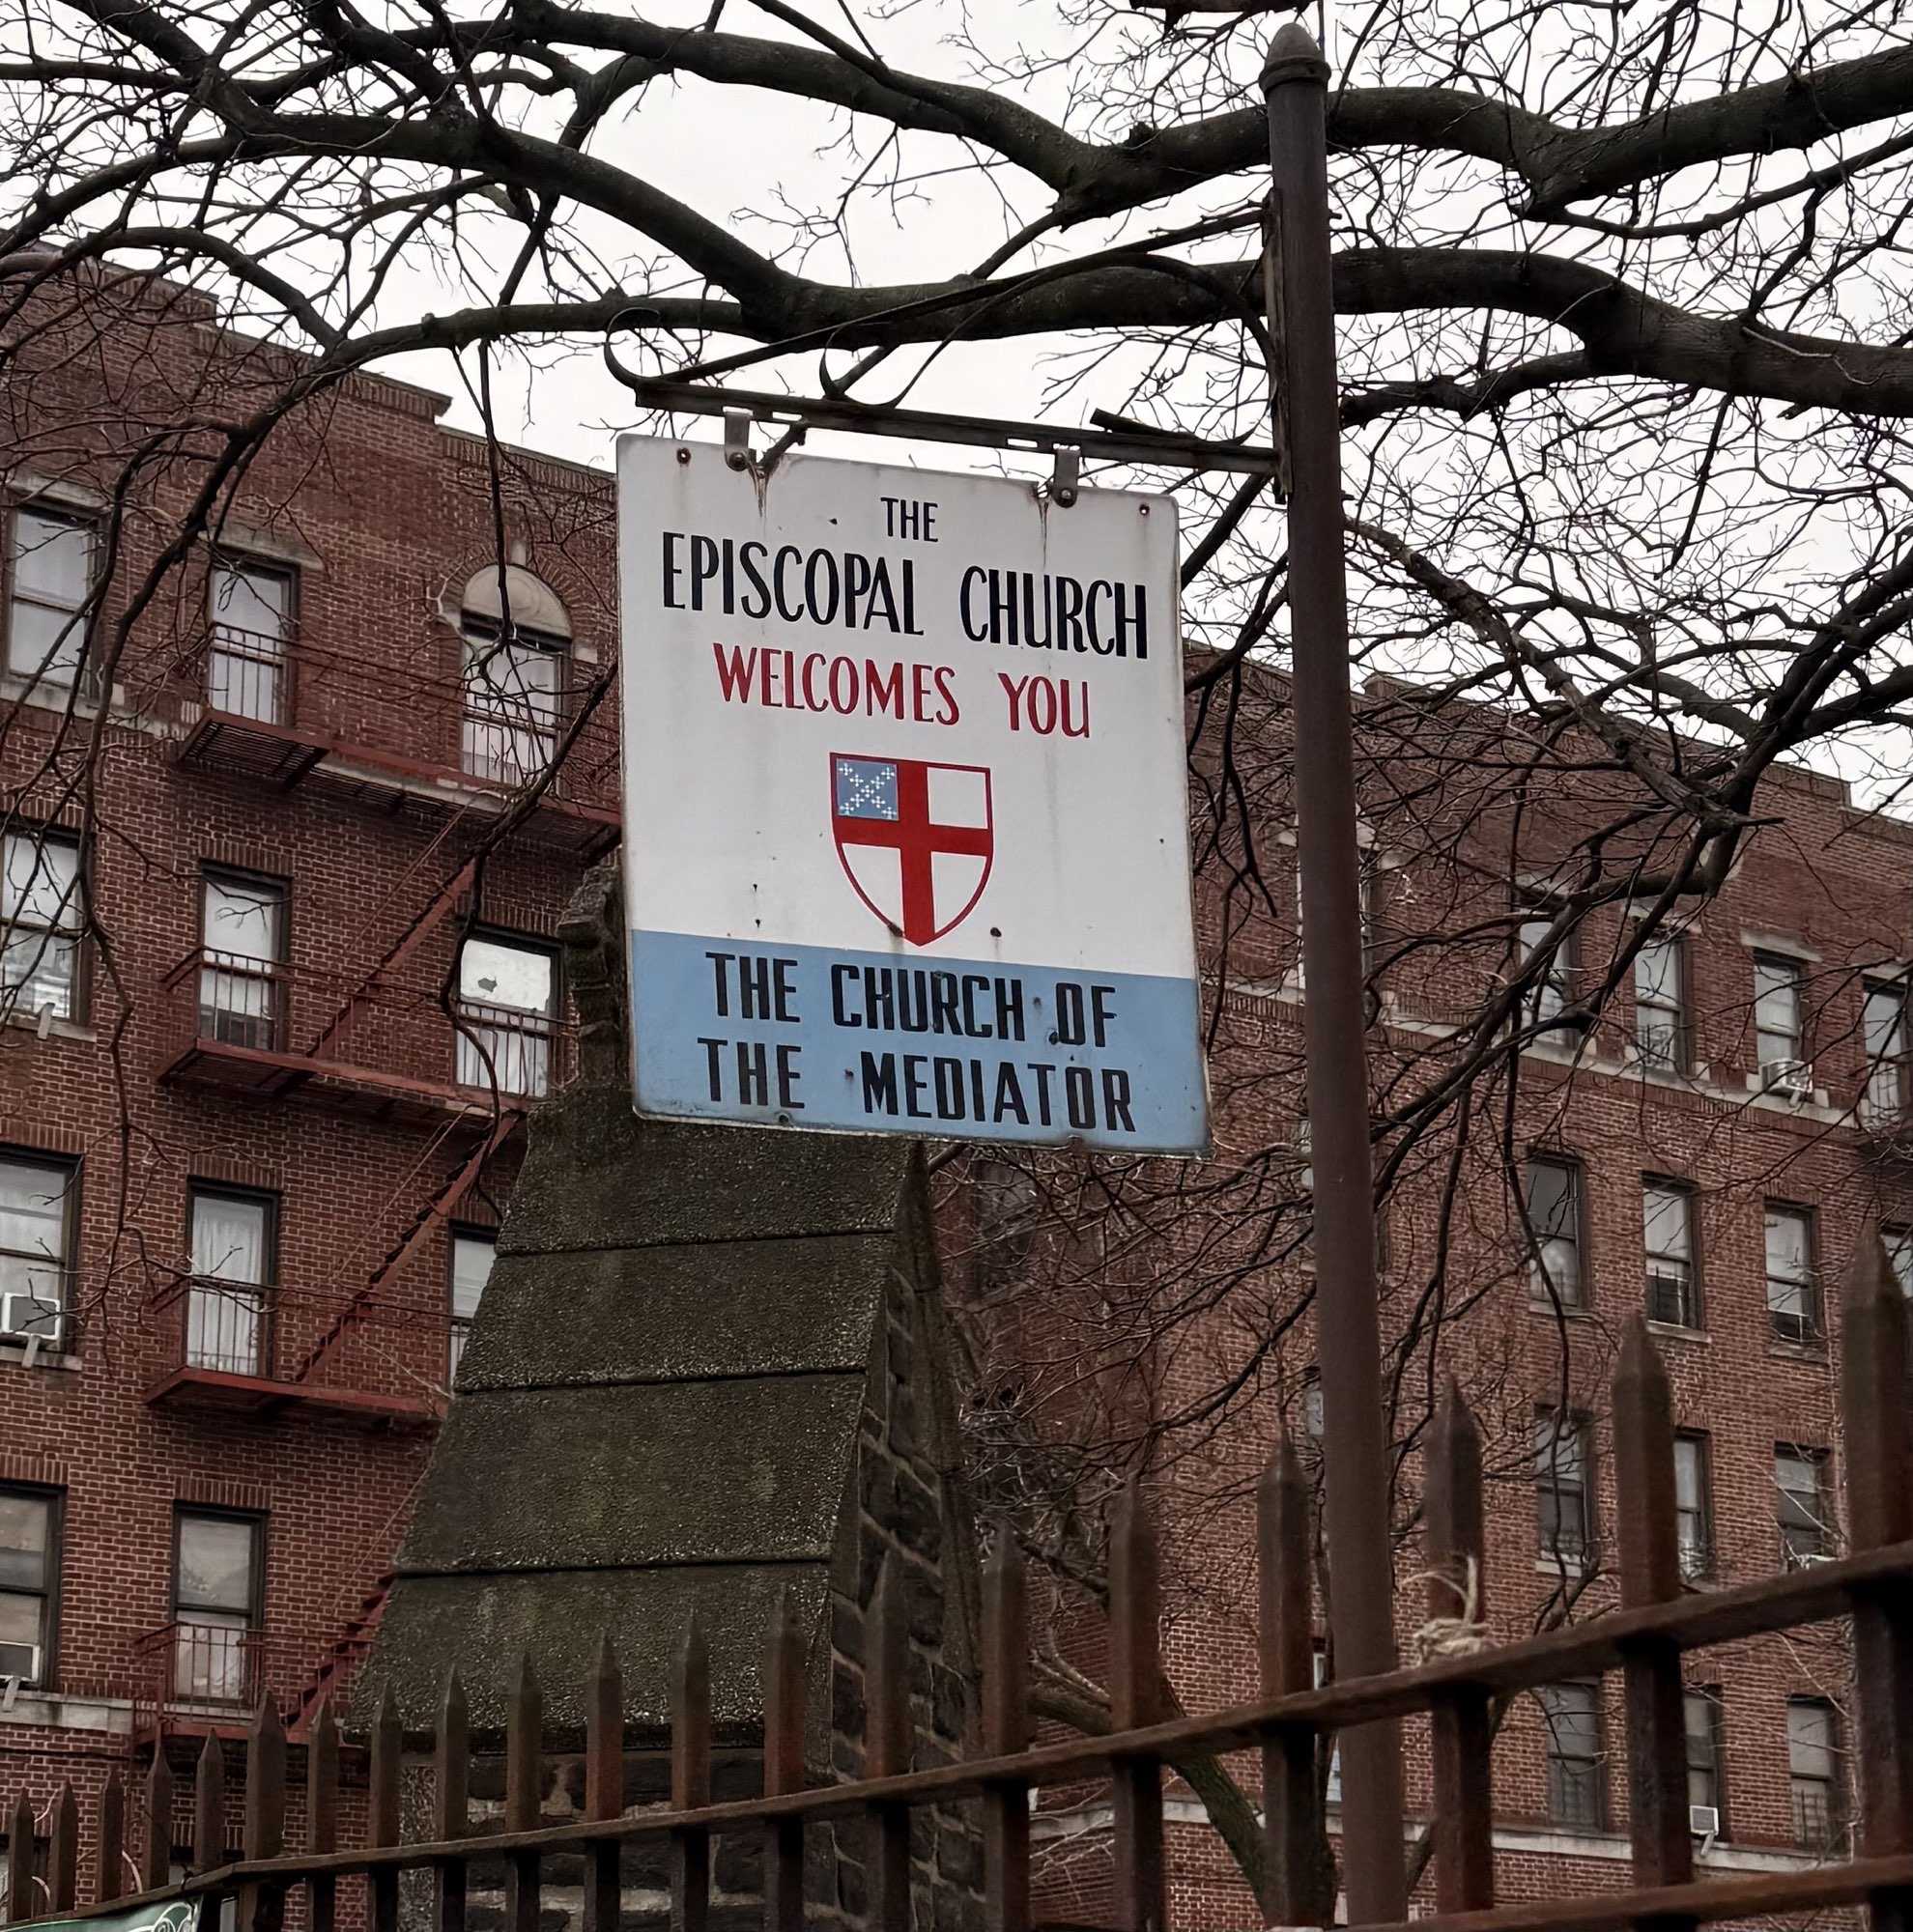 THE
EPISCOPAL CHURCH
WELCOMES YOU
THE CHURCH OF
THE MEDIATOR